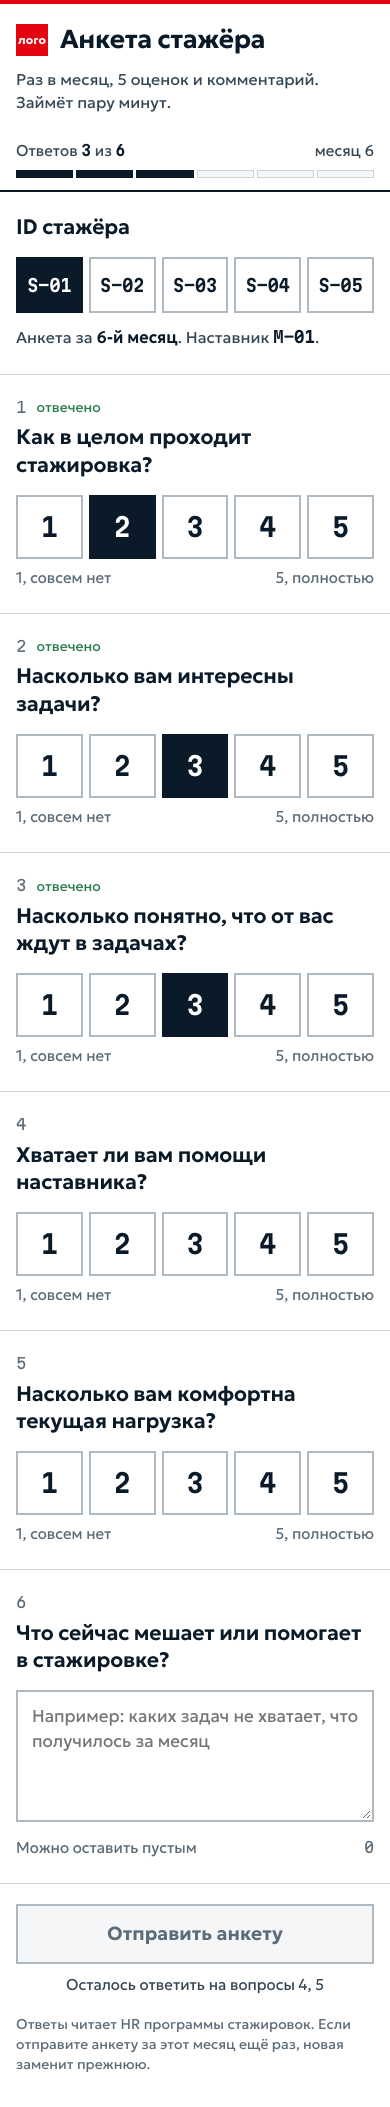 лого Анкета стажёра
Раз в месяц, 5 оценок и комментарий.
Займёт пару минут.
Ответов 3 из 6 месяц 6
ID стажёра
S-01 S-02 S-03 S-04 S-05
Анкета за 6-й месяц. Наставник M-01.
1 отвечено
Как в целом проходит
стажировка?
1 2 3 4 5
1, совсем нет 5, полностью
2 отвечено
Насколько вам интересны
задачи?
1 2 3 4 5
1, совсем нет 5, полностью
3 отвечено
Насколько понятно, что от вас
ждут в задачах?
1 2 3 4 5
1, совсем нет 5, полностью
4
Хватает ли вам помощи
наставника?
1 2 3 4 5
1, совсем нет 5, полностью
5
Насколько вам комфортна
текущая нагрузка?
1 2 3 4 5
1, совсем нет 5, полностью
6
Что сейчас мешает или помогает
в стажировке?
Например: каких задач не хватает, что
получилось за месяц
Можно оставить пустым 0
Отправить анкету
Осталось ответить на вопросы 4, 5
Ответы читает HR программы стажировок. Если
отправите анкету за этот месяц ещё раз, новая
заменит прежнюю.